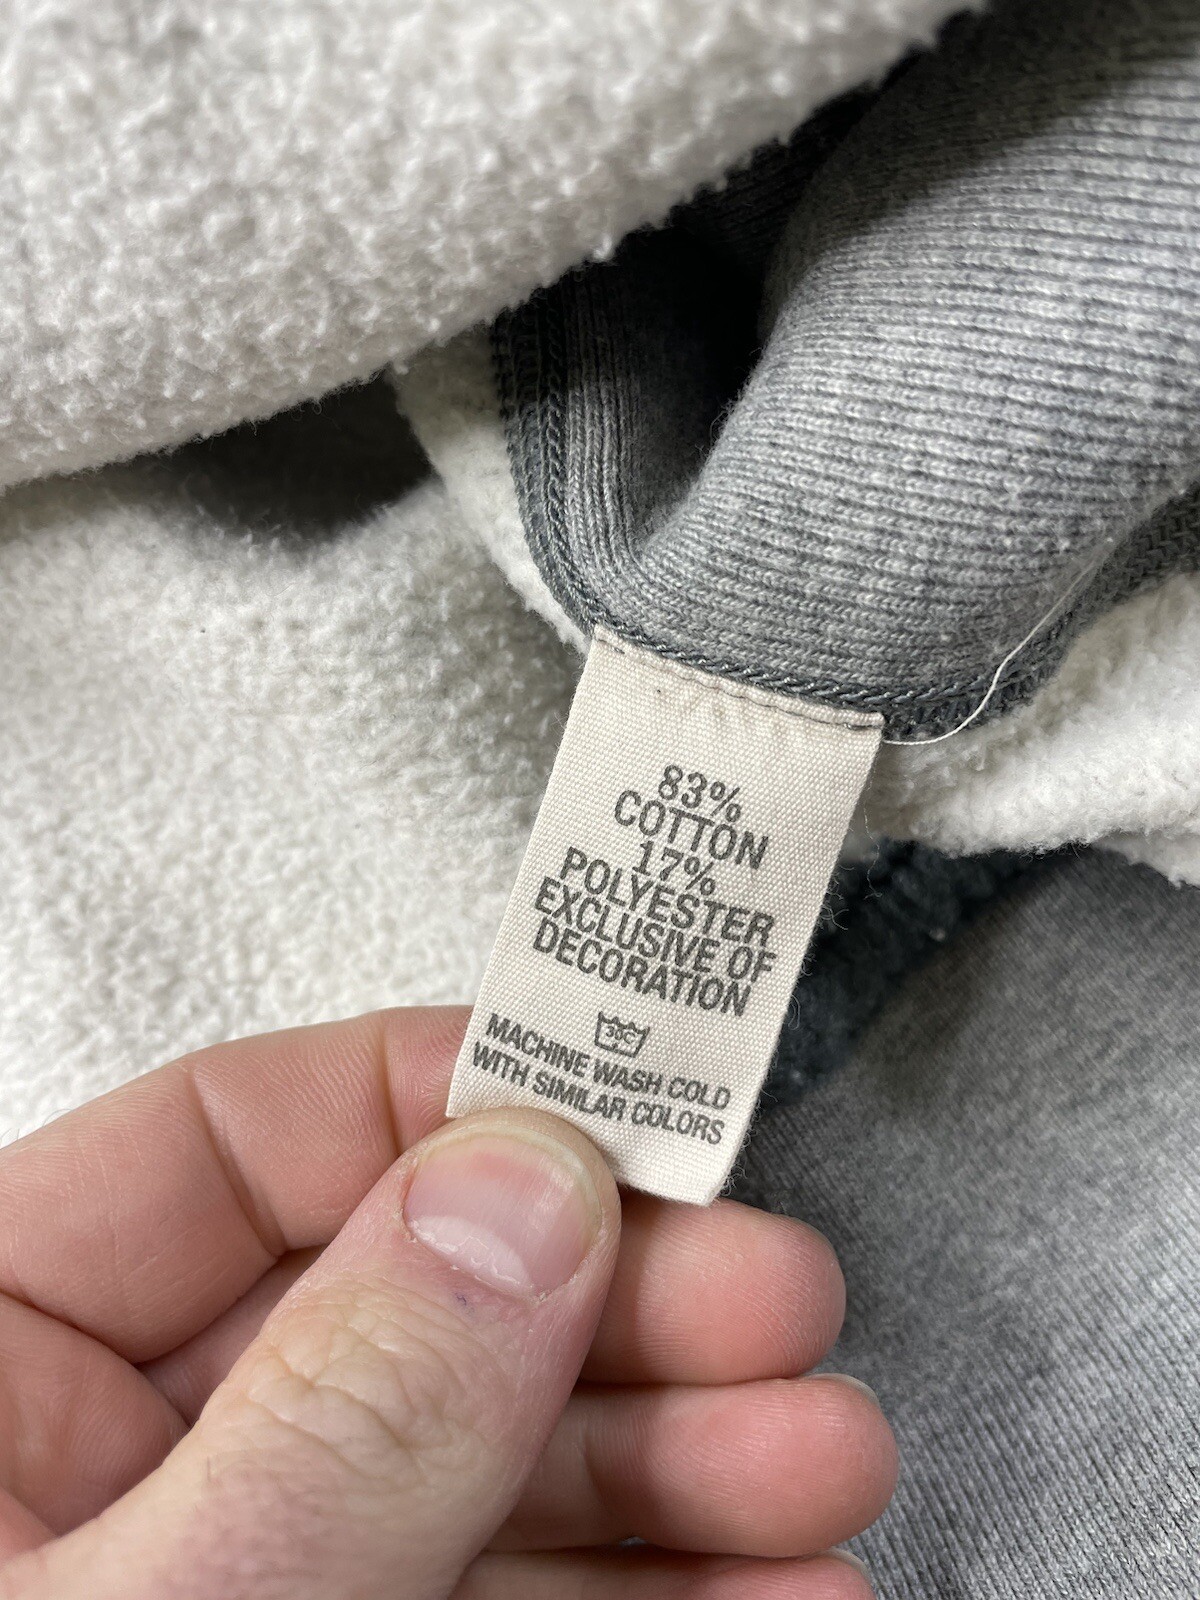 83%
COTTON
17%
POLYESTER
EXCLUSIVE OF
DECORATION
30C
MACHINE WASH COLD
WITH SIMILAR COLORS